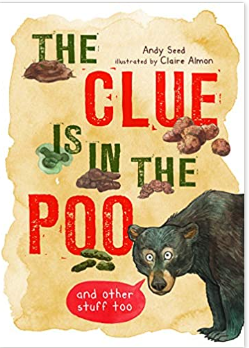 THE
Andy Seed
illustrated by Claire Almon
CLUE
IS IN THE
POO
and other
stuff too